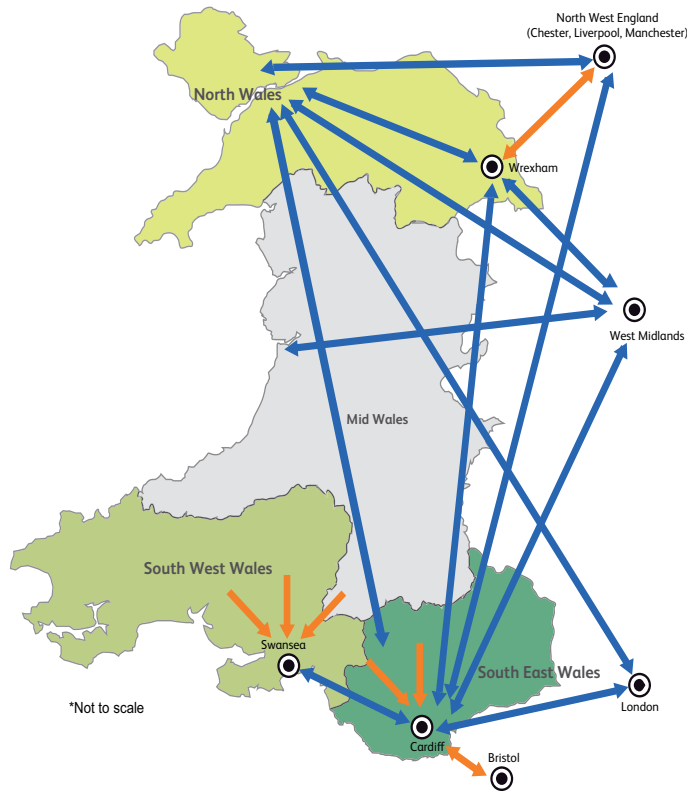 North West England
(Chester, Liverpool, Manchester)
North Wales
Wrexham
West Midlands
Mid Wales
South West Wales
Swansea
South East Wales
*Not to scale
London
Cardiff
Bristol